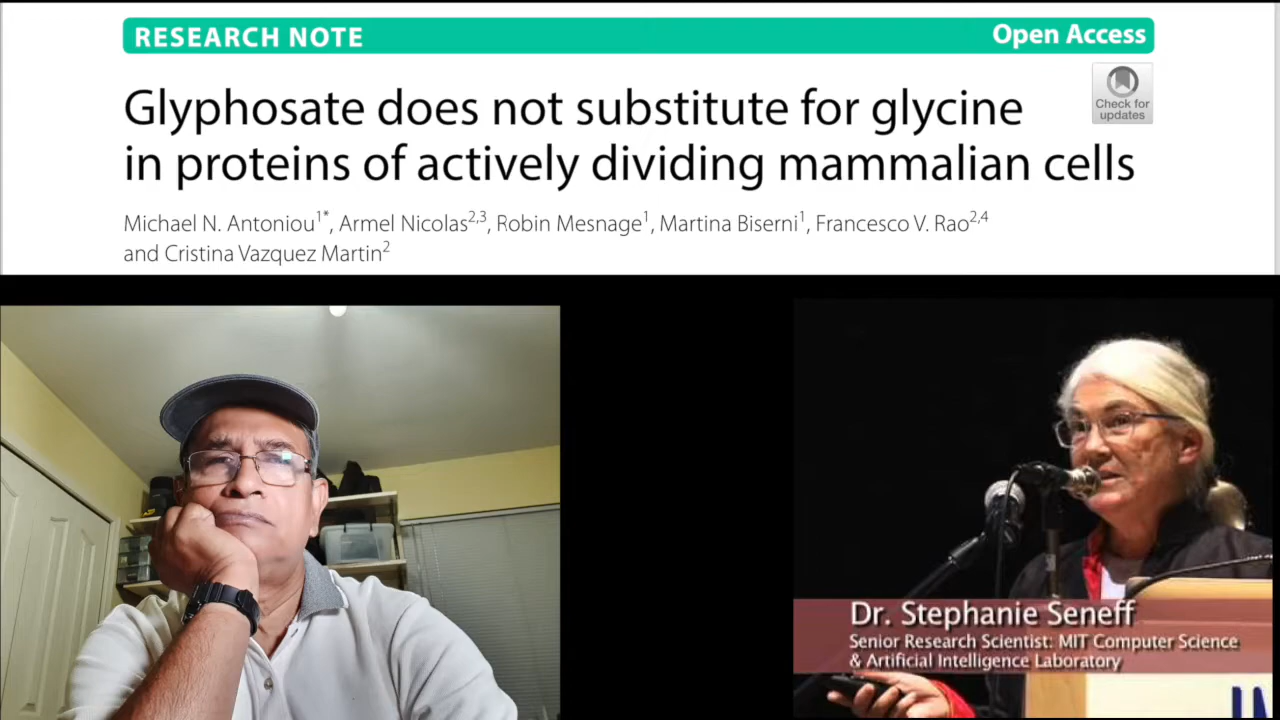 RESEARCH NOTE
Open Access
Check for
updates
Glyphosate does not substitute for glycine
in proteins of actively dividing mammalian cells
Michael N. Antoniou1*, Armel Nicolas2,3, Robin Mesnage1, Martina Biserni1, Francesco V. Rao2,4
and Cristina Vazquez Martin2
Dr. Stephanie Seneff
Senior Research Scientist: MIT Computer Science
& Artificial Intelligence Laboratory